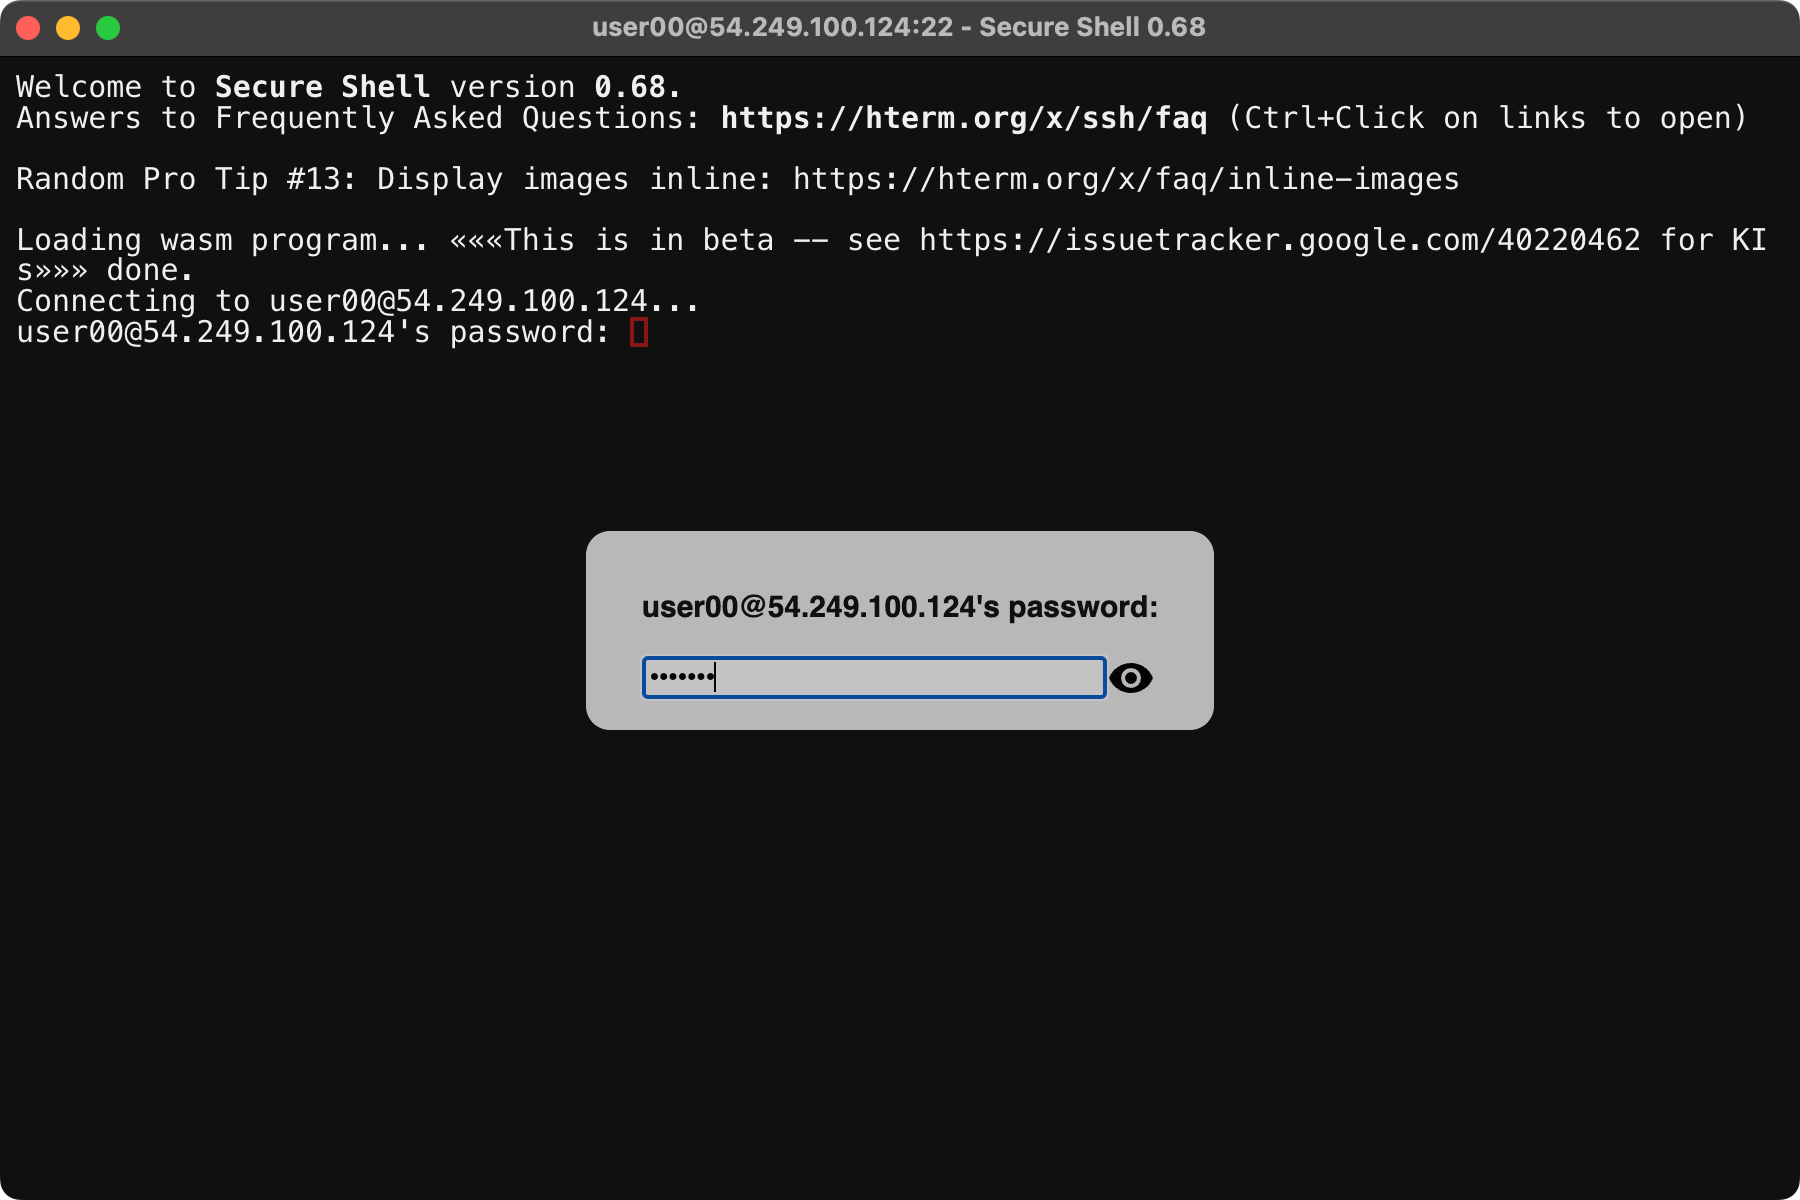 user00@54.249.100.124:22 - Secure Shell 0.68
Welcome to Secure Shell version 0.68.
Answers to Frequently Asked Questions: https://hterm.org/x/ssh/faq (Ctrl+Click on links to open)
Random Pro Tip #13: Display images inline: https://hterm.org/x/faq/inline-images
Loading wasm program... «««This is in beta -- see https://issuetracker.google.com/40220462 for KI
s»»» done.
Connecting to user00@54.249.100.124...
user00@54.249.100.124's password:
user00@54.249.100.124's password:
•••••••